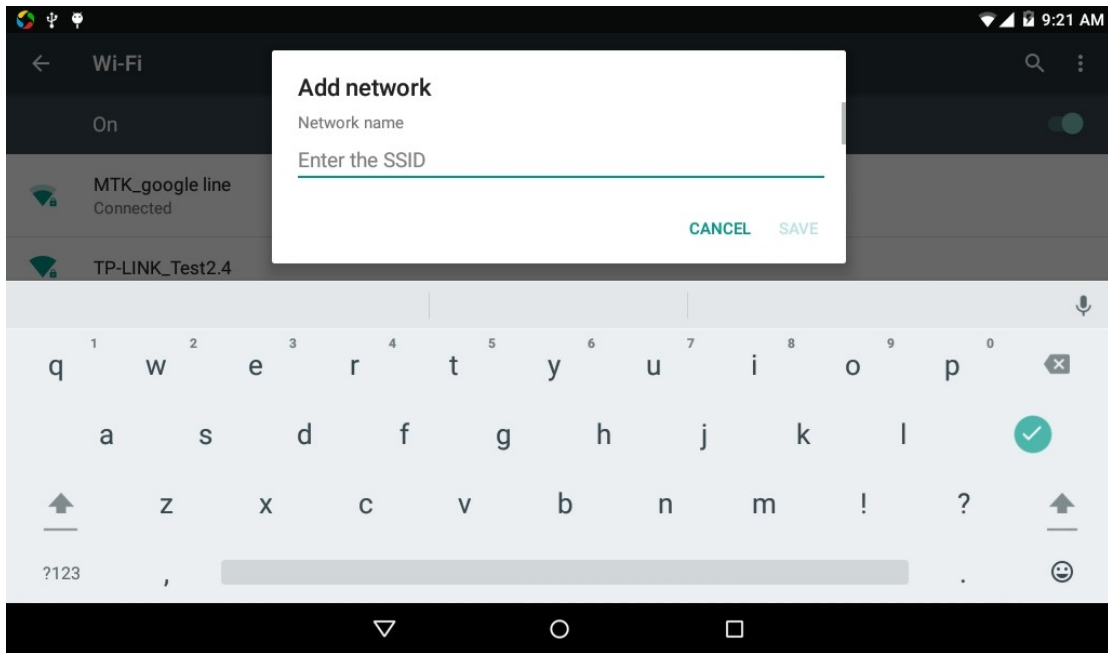 9:21 AM
Wi-Fi
On
MTK_google line
Connected
TP-LINK_Test2.4
Add network
Network name
Enter the SSID
CANCEL SAVE
1 2 3 4 5 6 7 8 9 0
q w e r t y u i o p
a s d f g h j k l
z x c v b n m ! ?
?123 , .